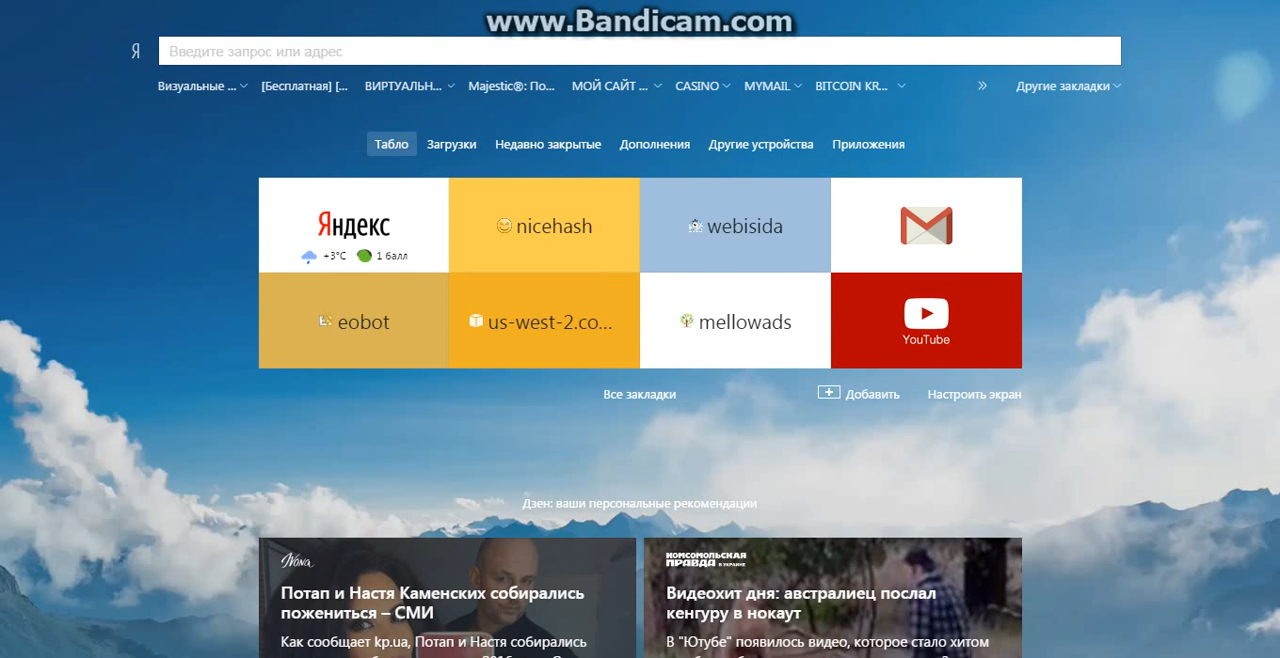 www.Bandicam.com
Я Введите запрос или адрес
Визуальные ... [Бесплатная] [... ВИРТУАЛЬН... Majestic®: По... МОЙ САЙТ ... CASINO MYMAIL BITCOIN KR... » Другие закладки
Табло Загрузки Недавно закрытые Дополнения Другие устройства Приложения
Яндекс nicehash webisida
+3°C 1 балл
eobot us-west-2.co... mellowads YouTube
Все закладки Добавить Настроить экран
Дзен: ваши персональные рекомендации
Nona
Потап и Настя Каменских собирались
пожениться – СМИ
Как сообщает kp.ua, Потап и Настя собирались
КОМСОМОЛЬСКАЯ
ПРАВДА В УКРАИНЕ
Видеохит дня: австралиец послал
кенгуру в нокаут
В "Ютубе" появилось видео, которое стало хитом